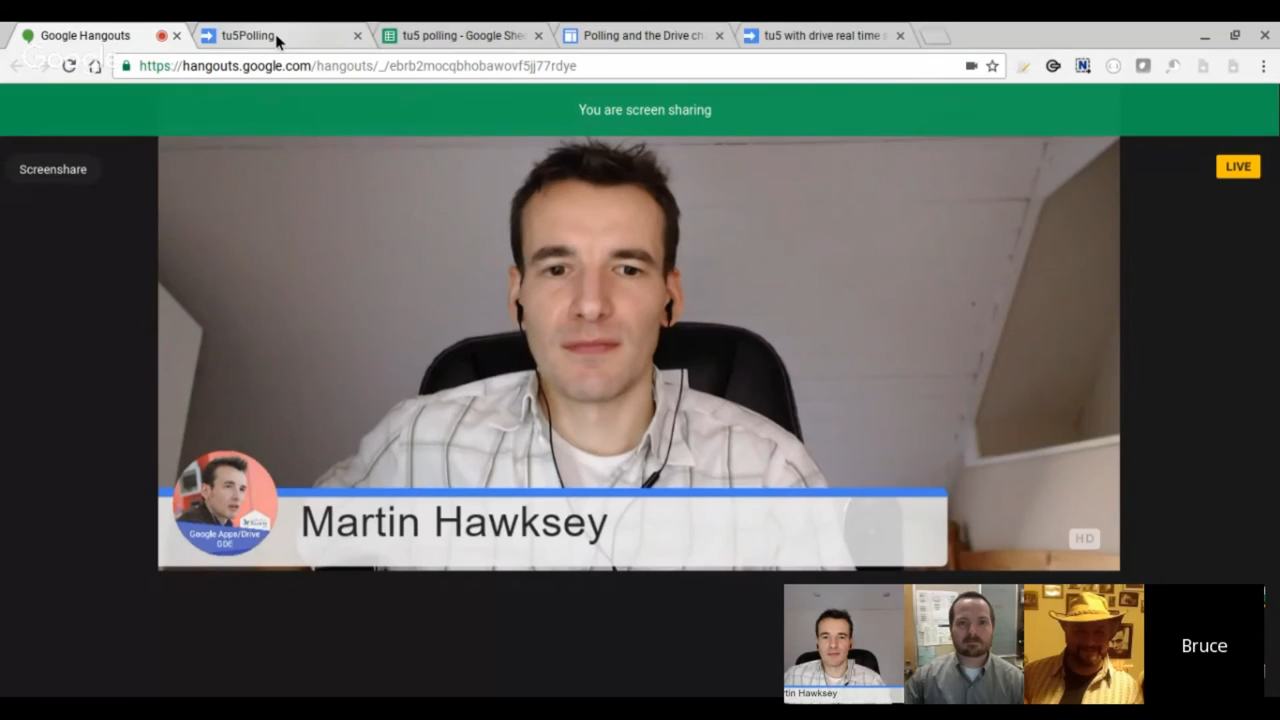 Google Hangouts
tu5Polling
tu5 polling - Google She
Polling and the Drive ch
tu5 with drive real time s
Google
https://hangouts.google.com/hangouts/_/ebrb2mocqbhobawovf5jj77rdye
You are screen sharing
Screenshare
LIVE
Google Apps/Drive
GDE
Martin Hawksey
HD
tin Hawksey
Bruce